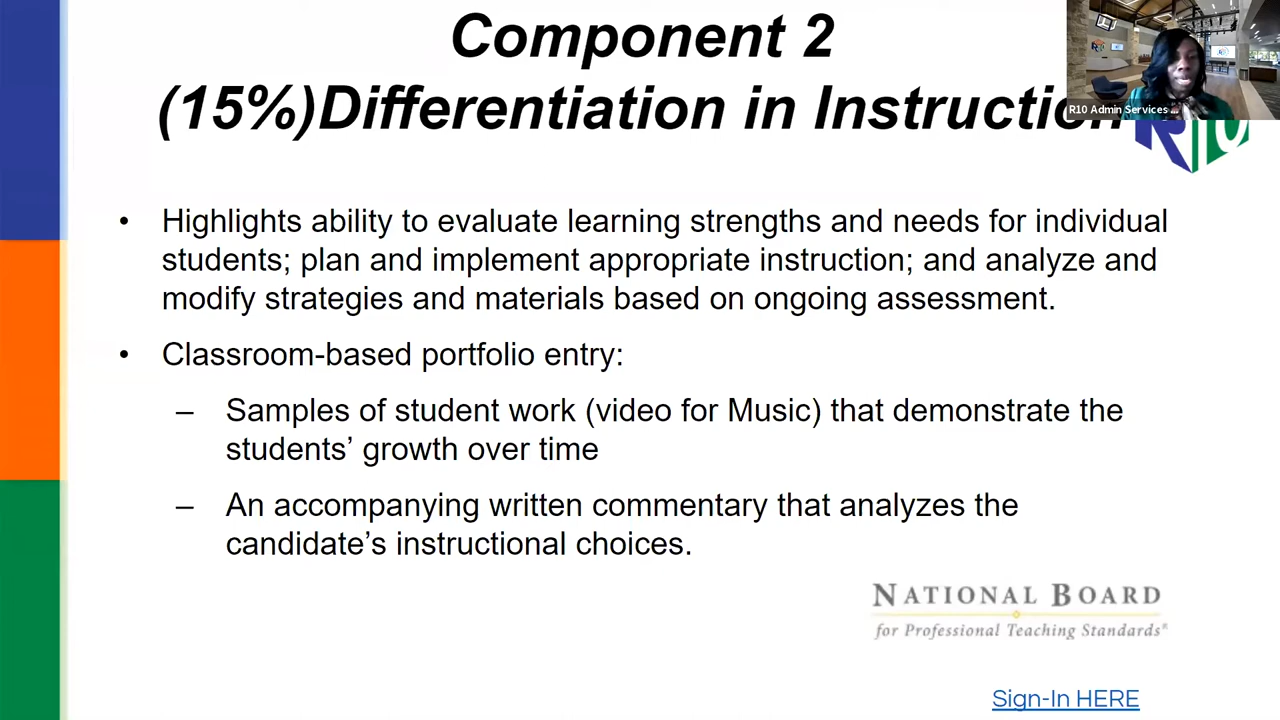 Component 2
(15%)Differentiation in Instruction
R10 Admin Services ...
R10
• Highlights ability to evaluate learning strengths and needs for individual
students; plan and implement appropriate instruction; and analyze and
modify strategies and materials based on ongoing assessment.
• Classroom-based portfolio entry:
– Samples of student work (video for Music) that demonstrate the
students’ growth over time
– An accompanying written commentary that analyzes the
candidate’s instructional choices.
NATIONAL BOARD
for Professional Teaching Standards®
Sign-In HERE